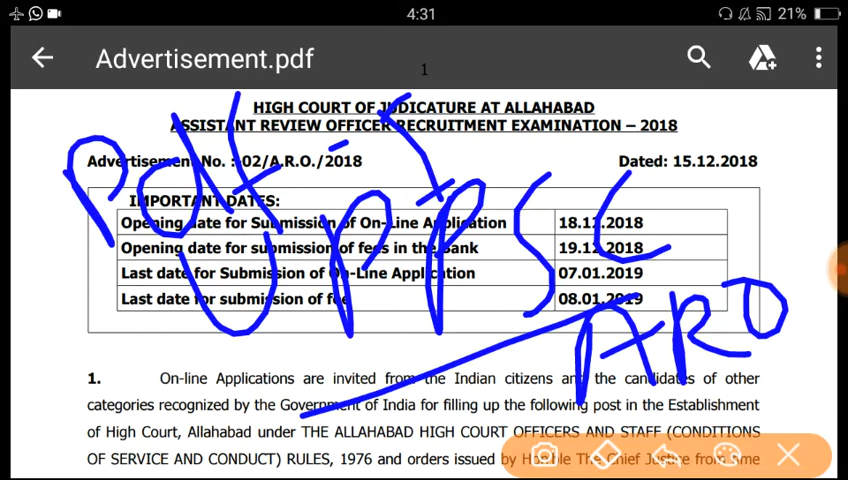 4:31
21%
Advertisement.pdf
1
HIGH COURT OF JUDICATURE AT ALLAHABAD
ASSISTANT REVIEW OFFICER RECRUITMENT EXAMINATION – 2018
Advertisement No. : 02/A.R.O./2018 Dated: 15.12.2018
IMPORTANT DATES:
Opening date for Submission of On-Line Application 18.12.2018
Opening date for submission of fees in the Bank 19.12.2018
Last date for Submission of On-Line Application 07.01.2019
Last date for submission of fee 08.01.2019
UPPSC
ARO
1. On-line Applications are invited from the Indian citizens and the candidates of other
categories recognized by the Government of India for filling up the following post in the Establishment
of High Court, Allahabad under THE ALLAHABAD HIGH COURT OFFICERS AND STAFF (CONDITIONS
OF SERVICE AND CONDUCT) RULES, 1976 and orders issued by Hon'ble The Chief Justice from time